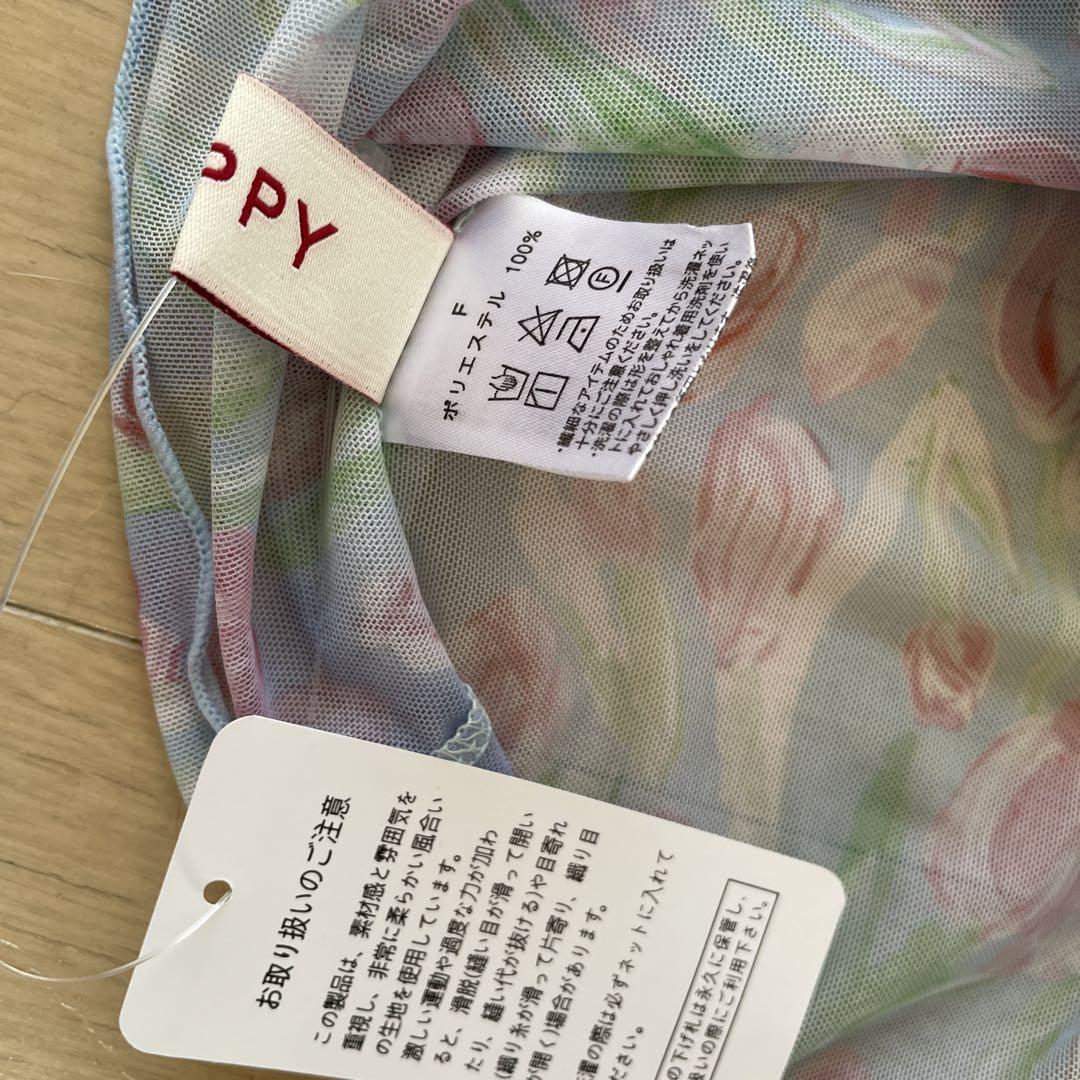 PPY
F
ポリエステル 100%
・繊細なアイテムのためお取り扱いは
十分にご注意ください。
・洗濯の際は形を整えてから洗濯ネッ
トに入れておしゃれ着用洗剤を使い
やさしく押し洗いをしてください。
お取り扱いのご注意
この製品は、素材感と雰囲気を
重視し、非常に柔らかい風合い
の生地を使用しています。
激しい運動や過度な力が加わ
ると、滑脱(縫い目が滑って開い
たり、縫い代が抜ける)や目寄れ
(織り糸が滑って片寄り、織り目
が開く)場合があります。
濯の際は必ずネットに入れて
ださい。
の下げ札は永久に保管し、
扱いの際にご利用下さい。